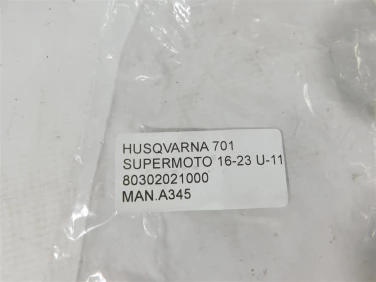 HUSQVARNA 701
SUPERMOTO 16-23 U-11
80302021000
MAN.A345